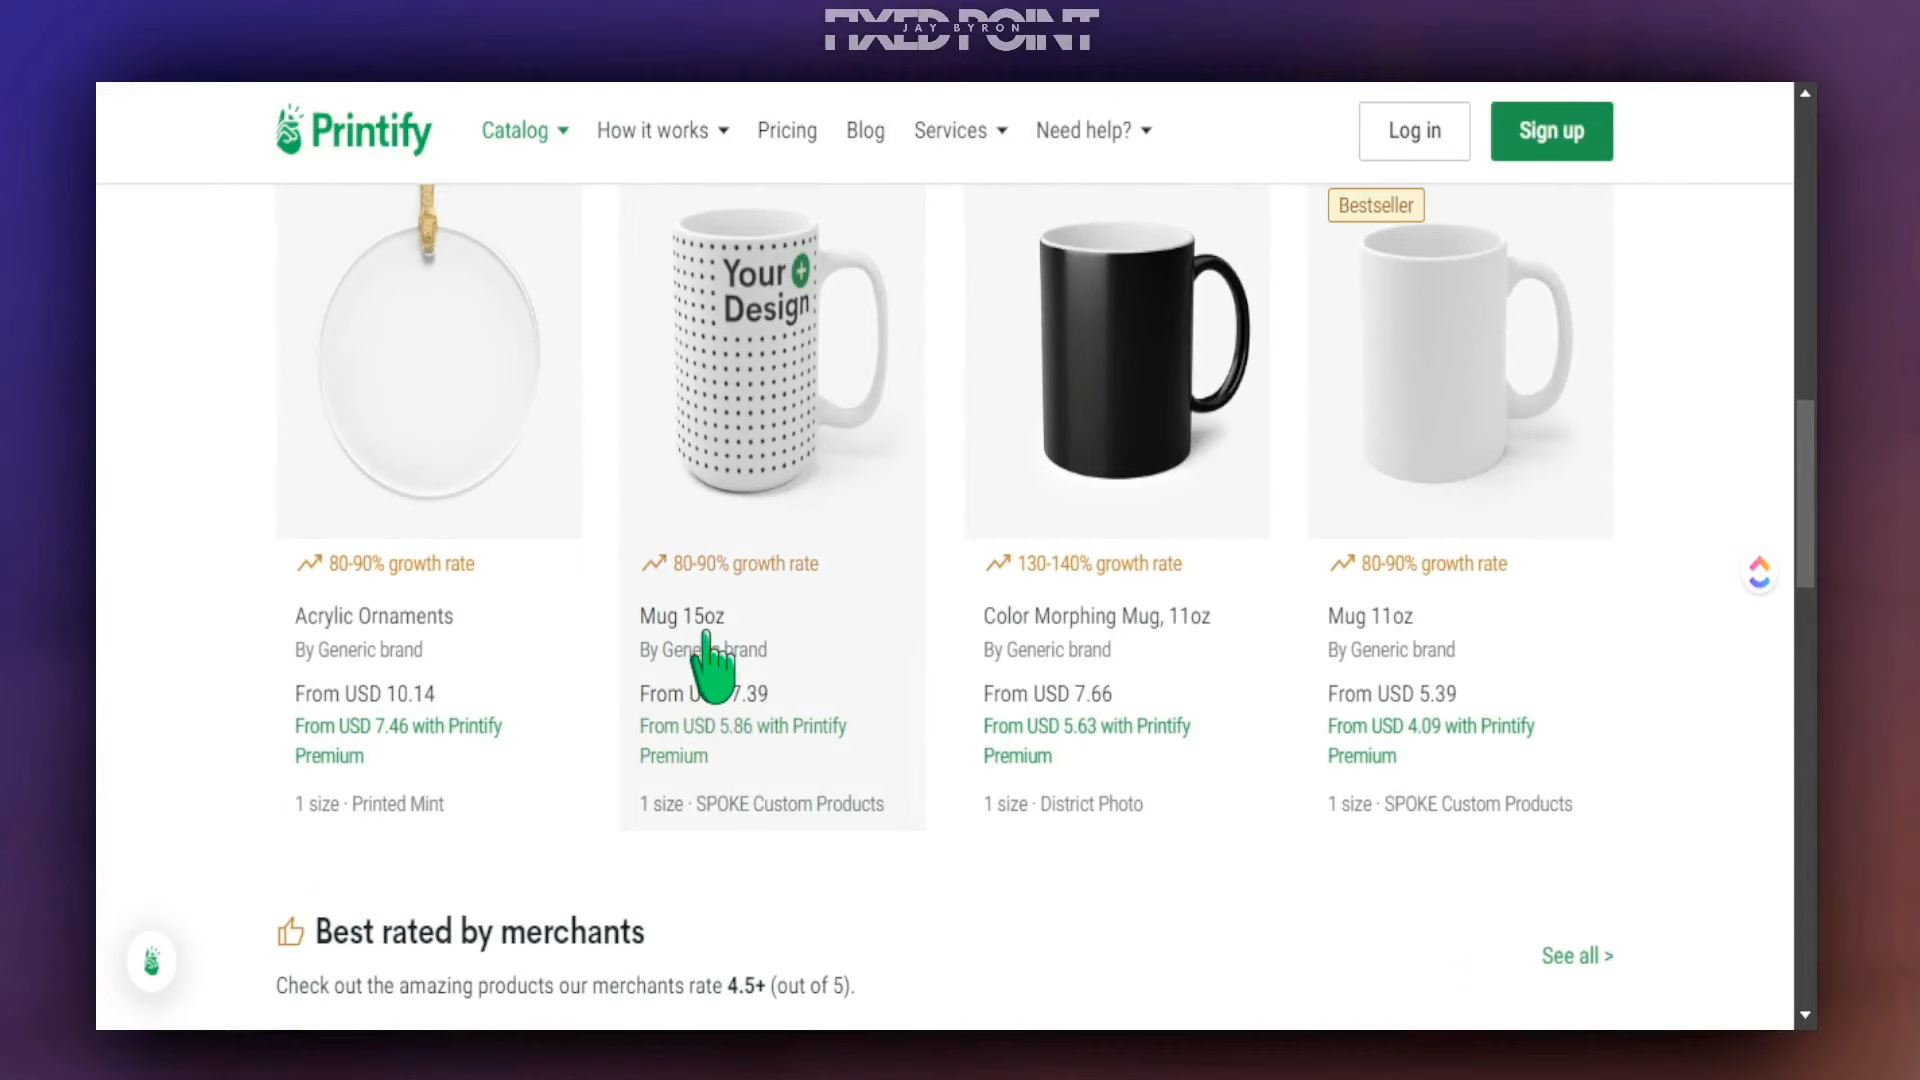 FIXED POINT
JAY BYRON
Printify
Catalog
How it works
Pricing
Blog
Services
Need help?
Log in
Sign up
Your
Design
Bestseller
80-90% growth rate
Acrylic Ornaments
By Generic brand
From USD 10.14
From USD 7.46 with Printify
Premium
1 size · Printed Mint
80-90% growth rate
Mug 15oz
By Generic brand
From U 7.39
From USD 5.86 with Printify
Premium
1 size · SPOKE Custom Products
130-140% growth rate
Color Morphing Mug, 11oz
By Generic brand
From USD 7.66
From USD 5.63 with Printify
Premium
1 size · District Photo
80-90% growth rate
Mug 11oz
By Generic brand
From USD 5.39
From USD 4.09 with Printify
Premium
1 size · SPOKE Custom Products
Best rated by merchants
See all >
Check out the amazing products our merchants rate 4.5+ (out of 5).